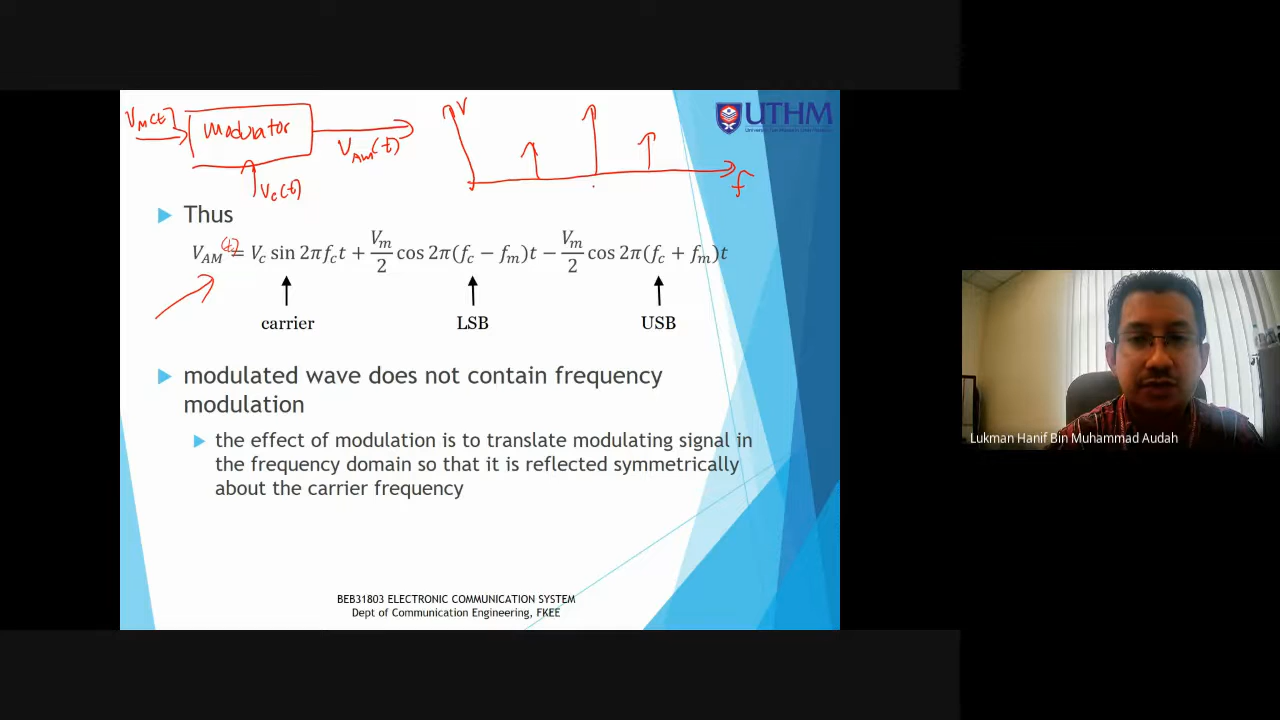 Vm(t)
Modulator
VAm(t)
Vc(t)
V
f
UTHM
Thus
V_AM(t) = V_c sin 2πf_c t + V_m/2 cos 2π(f_c − f_m)t − V_m/2 cos 2π(f_c + f_m)t
carrier LSB USB
modulated wave does not contain frequency
modulation
the effect of modulation is to translate modulating signal in
the frequency domain so that it is reflected symmetrically
about the carrier frequency
Lukman Hanif Bin Muhammad Audah
BEB31803 ELECTRONIC COMMUNICATION SYSTEM
Dept of Communication Engineering, FKEE